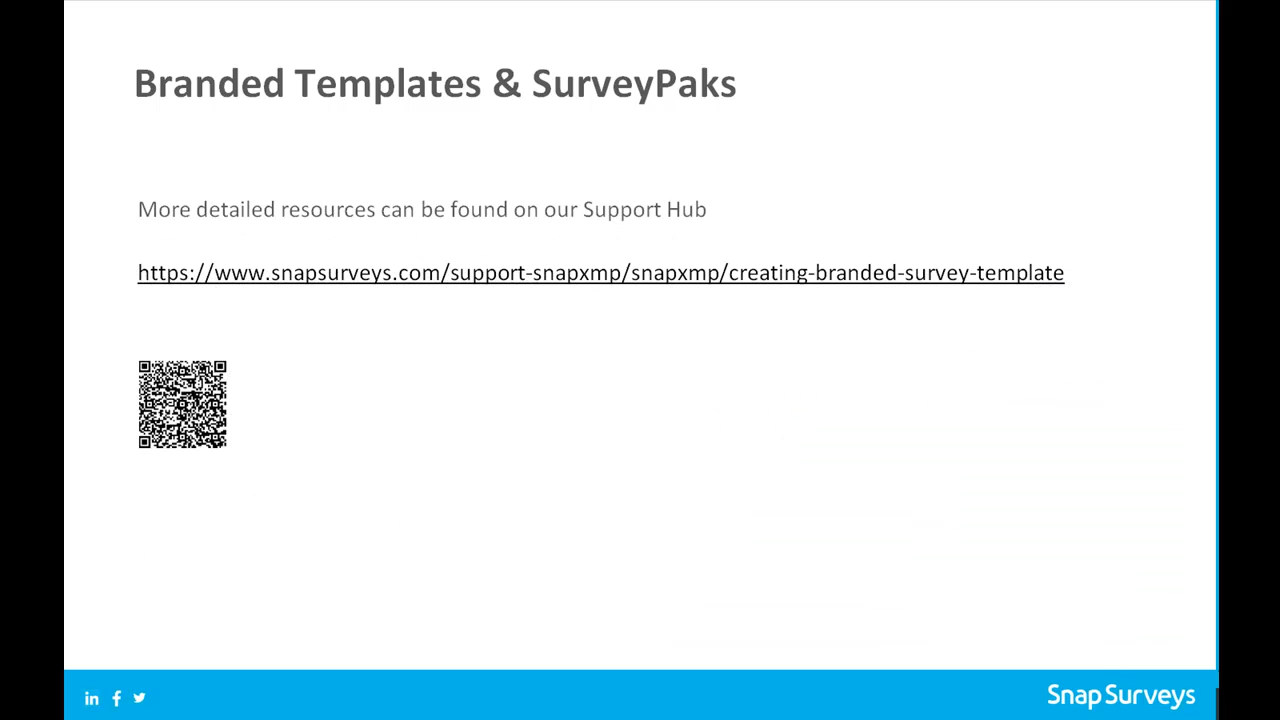 Branded Templates & SurveyPaks
More detailed resources can be found on our Support Hub
https://www.snapsurveys.com/support-snapxmp/snapxmp/creating-branded-survey-template
in f
Snap Surveys